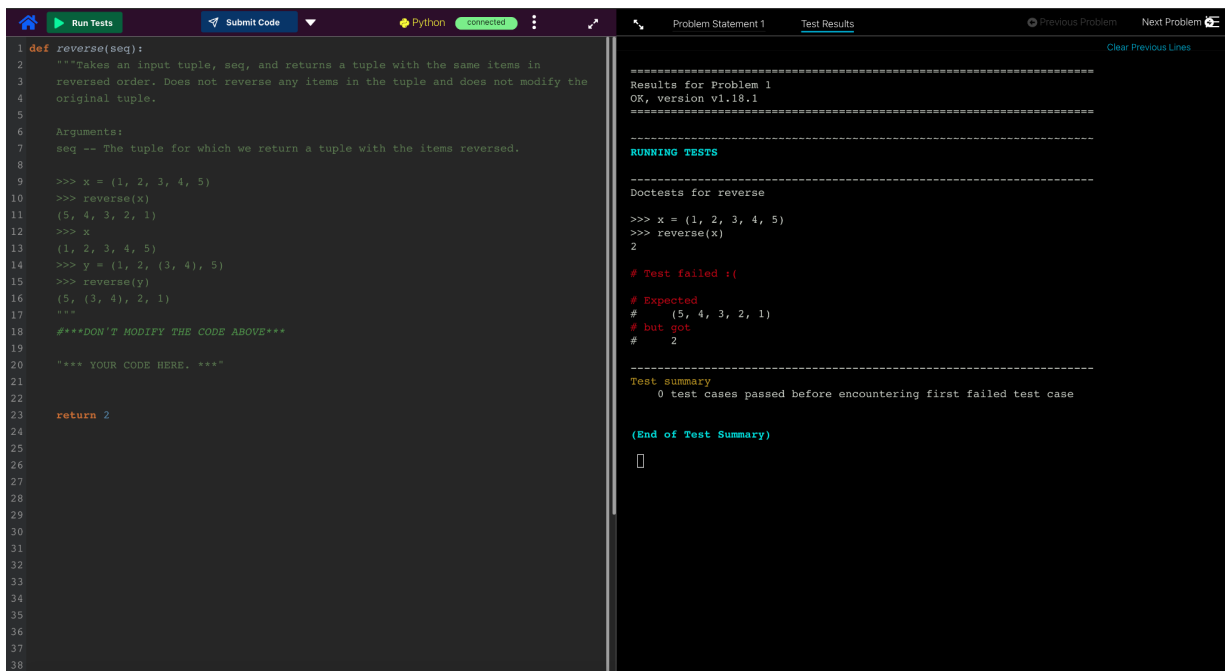 Run Tests
Submit Code
Python
connected
Problem Statement 1
Test Results
Previous Problem
Next Problem
Clear Previous Lines
1 def reverse(seq):
2 """Takes an input tuple, seq, and returns a tuple with the same items in
3 reversed order. Does not reverse any items in the tuple and does not modify the
4 original tuple.
5
6 Arguments:
7 seq -- The tuple for which we return a tuple with the items reversed.
8
9 >>> x = (1, 2, 3, 4, 5)
10 >>> reverse(x)
11 (5, 4, 3, 2, 1)
12 >>> x
13 (1, 2, 3, 4, 5)
14 >>> y = (1, 2, (3, 4), 5)
15 >>> reverse(y)
16 (5, (3, 4), 2, 1)
17 """
18 #***DON'T MODIFY THE CODE ABOVE***
19
20 "*** YOUR CODE HERE. ***"
21
22
23 return 2
24
25
26
27
28
29
30
31
32
33
34
35
36
37
38
=====================================================================
Results for Problem 1
OK, version v1.18.1
=====================================================================
~~~~~~~~~~~~~~~~~~~~~~~~~~~~~~~~~~~~~~~~~~~~~~~~~~~~~~~~~~~~~~~~~~~~~
RUNNING TESTS
---------------------------------------------------------------------
Doctests for reverse
>>> x = (1, 2, 3, 4, 5)
>>> reverse(x)
2
# Test failed :(
# Expected
#     (5, 4, 3, 2, 1)
# but got
#     2
---------------------------------------------------------------------
Test summary
0 test cases passed before encountering first failed test case
(End of Test Summary)